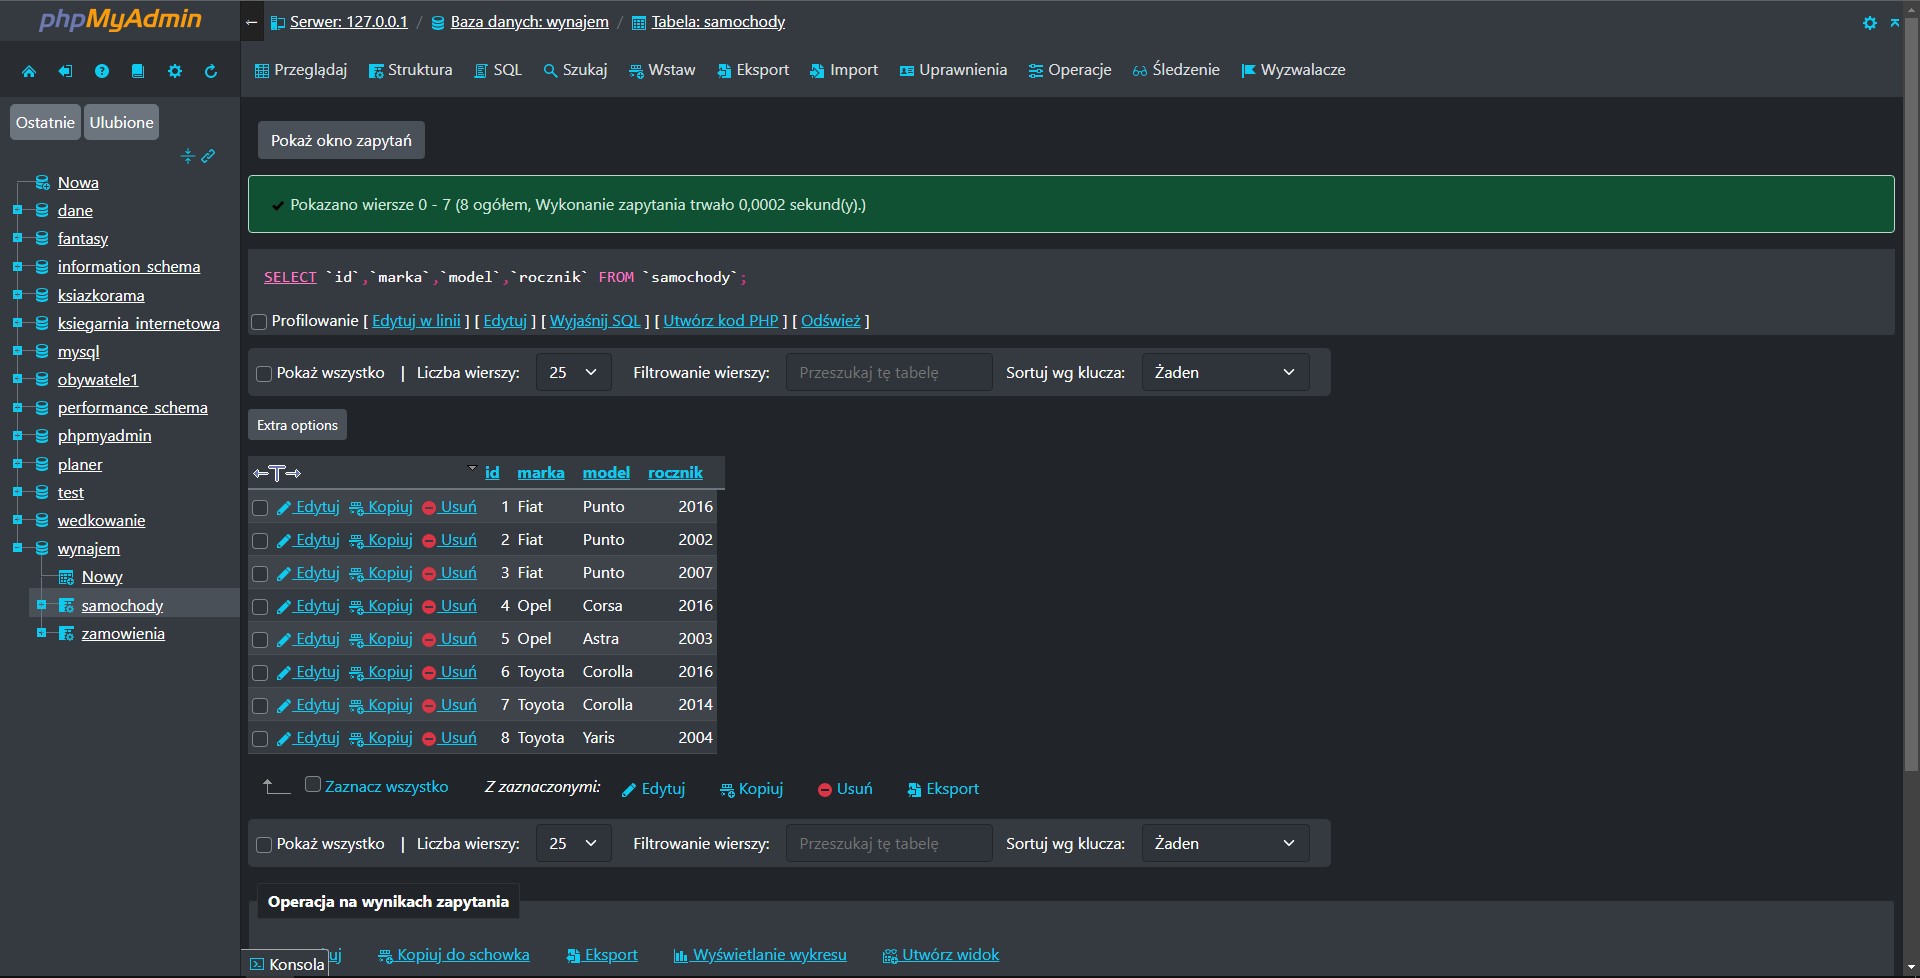 phpMyAdmin
Ostatnie Ulubione
Nowa
dane
fantasy
information_schema
ksiazkorama
ksiegarnia_internetowa
mysql
obywatele1
performance_schema
phpmyadmin
planer
test
wedkowanie
wynajem
Nowy
samochody
zamowienia
Serwer: 127.0.0.1 / Baza danych: wynajem / Tabela: samochody
Przeglądaj Struktura SQL Szukaj Wstaw Eksport Import Uprawnienia Operacje Śledzenie Wyzwalacze
Pokaż okno zapytań
Pokazano wiersze 0 - 7 (8 ogółem, Wykonanie zapytania trwało 0,0002 sekund(y).)
SELECT `id`,`marka`,`model`,`rocznik` FROM `samochody`;
Profilowanie [ Edytuj w linii ] [ Edytuj ] [ Wyjaśnij SQL ] [ Utwórz kod PHP ] [ Odśwież ]
Pokaż wszystko | Liczba wierszy: 25 Filtrowanie wierszy: Przeszukaj tę tabelę Sortuj wg klucza: Żaden
Extra options
←T→ id marka model rocznik
Edytuj Kopiuj Usuń 1 Fiat Punto 2016
Edytuj Kopiuj Usuń 2 Fiat Punto 2002
Edytuj Kopiuj Usuń 3 Fiat Punto 2007
Edytuj Kopiuj Usuń 4 Opel Corsa 2016
Edytuj Kopiuj Usuń 5 Opel Astra 2003
Edytuj Kopiuj Usuń 6 Toyota Corolla 2016
Edytuj Kopiuj Usuń 7 Toyota Corolla 2014
Edytuj Kopiuj Usuń 8 Toyota Yaris 2004
Zaznacz wszystko Z zaznaczonymi: Edytuj Kopiuj Usuń Eksport
Pokaż wszystko | Liczba wierszy: 25 Filtrowanie wierszy: Przeszukaj tę tabelę Sortuj wg klucza: Żaden
Operacja na wynikach zapytania
Kopiuj do schowka Eksport Wyświetlanie wykresu Utwórz widok
Konsola